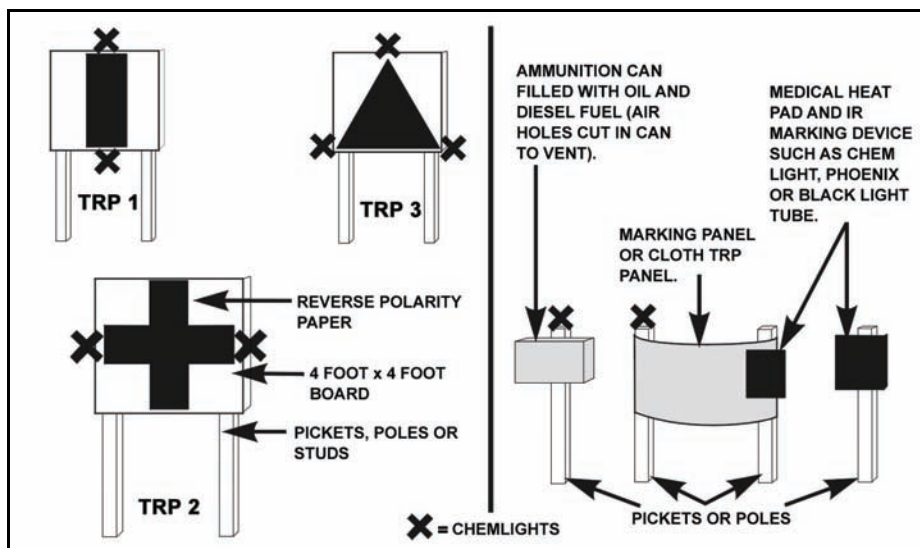 TRP 1
TRP 3
REVERSE POLARITY
PAPER
4 FOOT x 4 FOOT
BOARD
PICKETS, POLES OR
STUDS
TRP 2
AMMUNITION CAN
FILLED WITH OIL AND
DIESEL FUEL (AIR
HOLES CUT IN CAN
TO VENT).
MEDICAL HEAT
PAD AND IR
MARKING DEVICE
SUCH AS CHEM
LIGHT, PHOENIX
OR BLACK LIGHT
TUBE.
MARKING PANEL
OR CLOTH TRP
PANEL.
PICKETS OR POLES
= CHEMLIGHTS